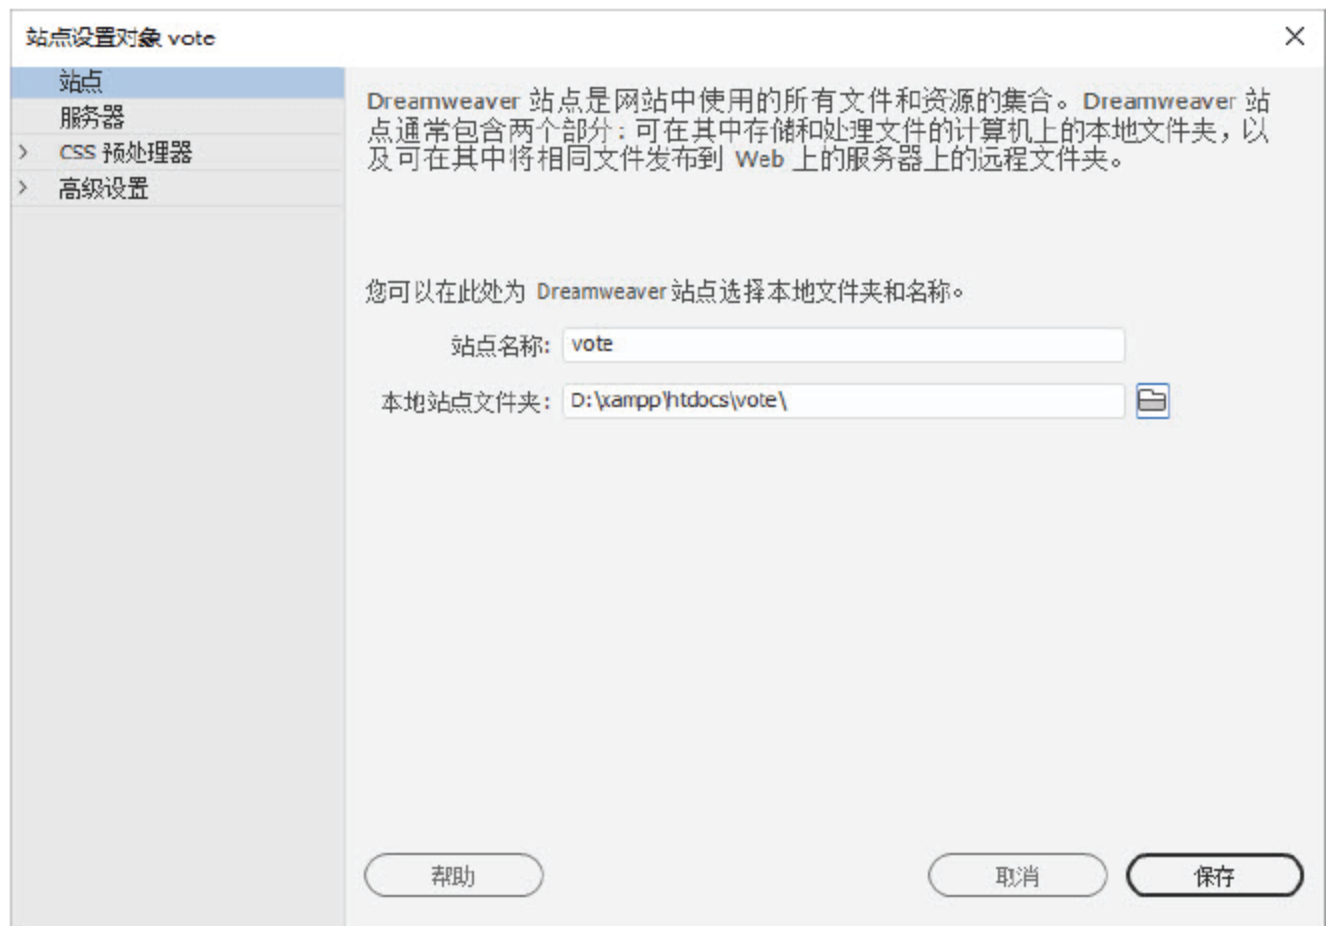 站点设置对象 vote
站点
服务器
CSS 预处理器
高级设置
Dreamweaver 站点是网站中使用的所有文件和资源的集合。Dreamweaver 站
点通常包含两个部分：可在其中存储和处理文件的计算机上的本地文件夹，以
及可在其中将相同文件发布到 Web 上的服务器上的远程文件夹。
您可以在此处为 Dreamweaver 站点选择本地文件夹和名称。
站点名称： vote
本地站点文件夹： D:\xampp\htdocs\vote\
帮助 取消 保存